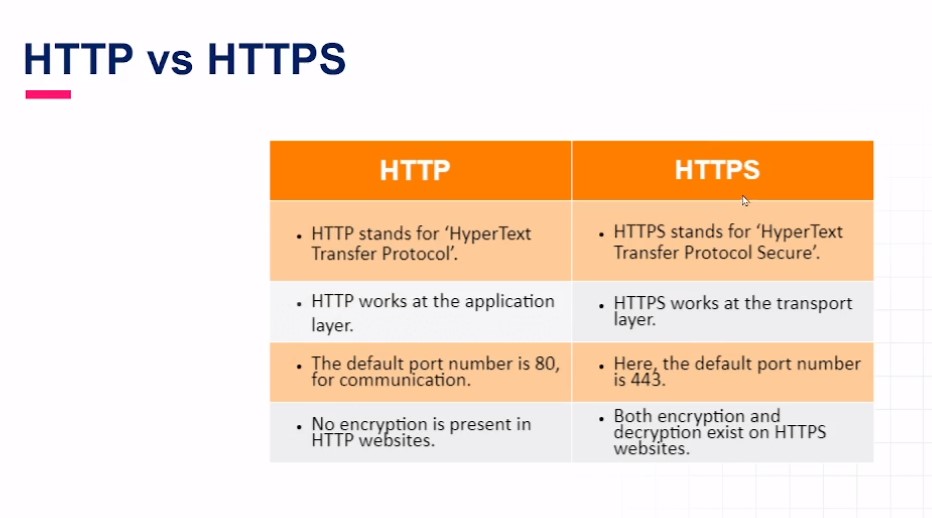 HTTP vs HTTPS
HTTP
HTTPS
• HTTP stands for ‘HyperText
Transfer Protocol’.
• HTTPS stands for ‘HyperText
Transfer Protocol Secure’.
• HTTP works at the application
layer.
• HTTPS works at the transport
layer.
• The default port number is 80,
for communication.
• Here, the default port number
is 443.
• No encryption is present in
HTTP websites.
• Both encryption and
decryption exist on HTTPS
websites.